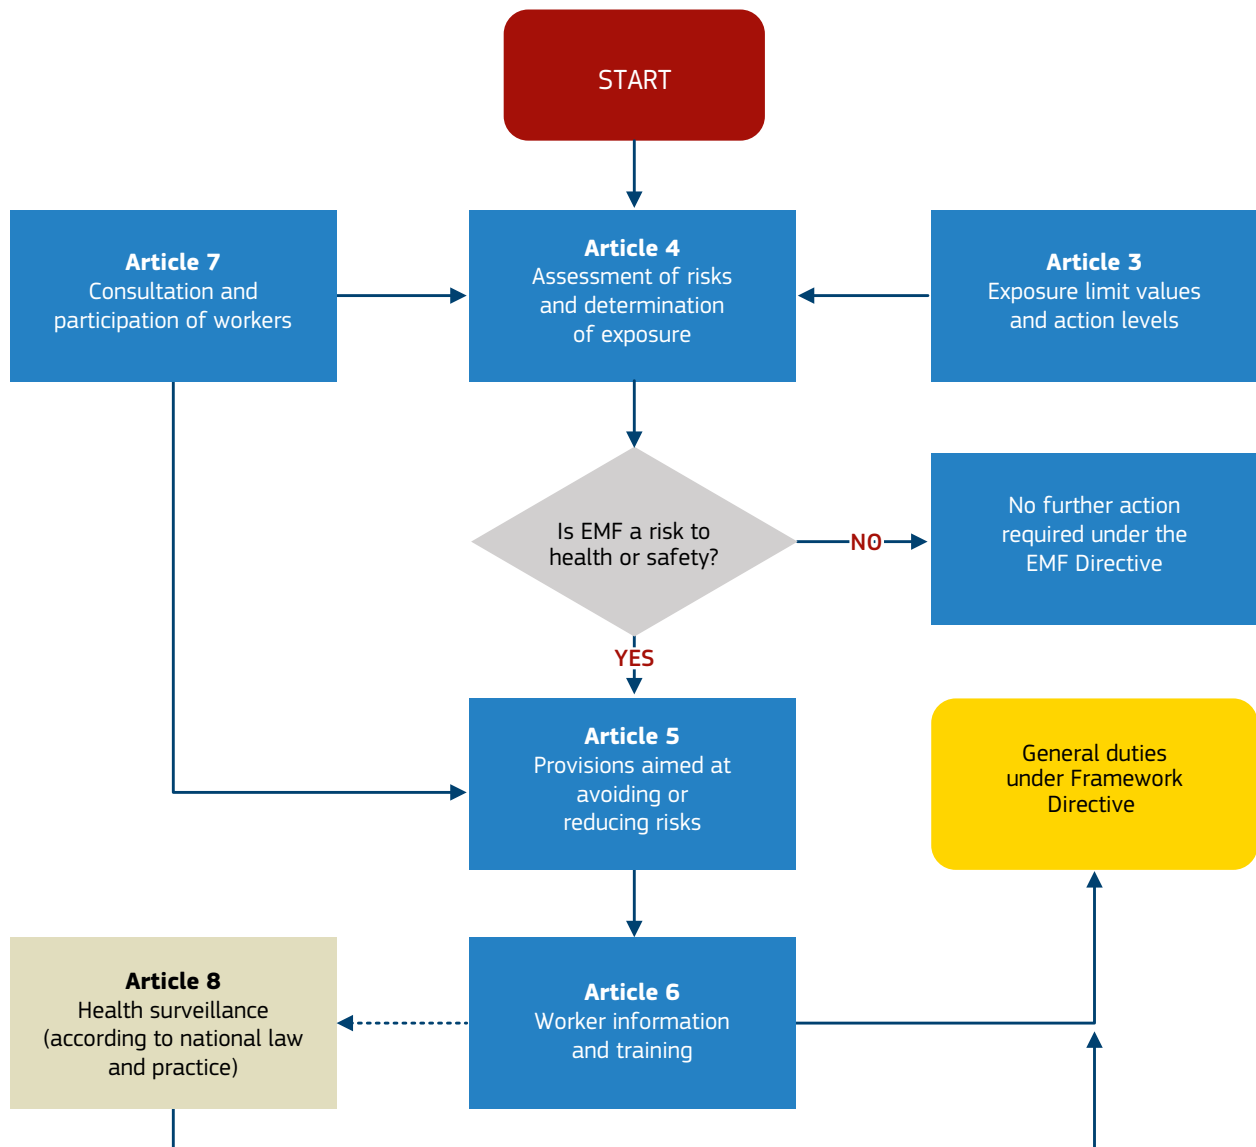 START
Article 7
Consultation and
participation of workers
Article 4
Assessment of risks
and determination
of exposure
Article 3
Exposure limit values
and action levels
Is EMF a risk to
health or safety?
NO
No further action
required under the
EMF Directive
YES
Article 5
Provisions aimed at
avoiding or
reducing risks
General duties
under Framework
Directive
Article 8
Health surveillance
(according to national law
and practice)
Article 6
Worker information
and training